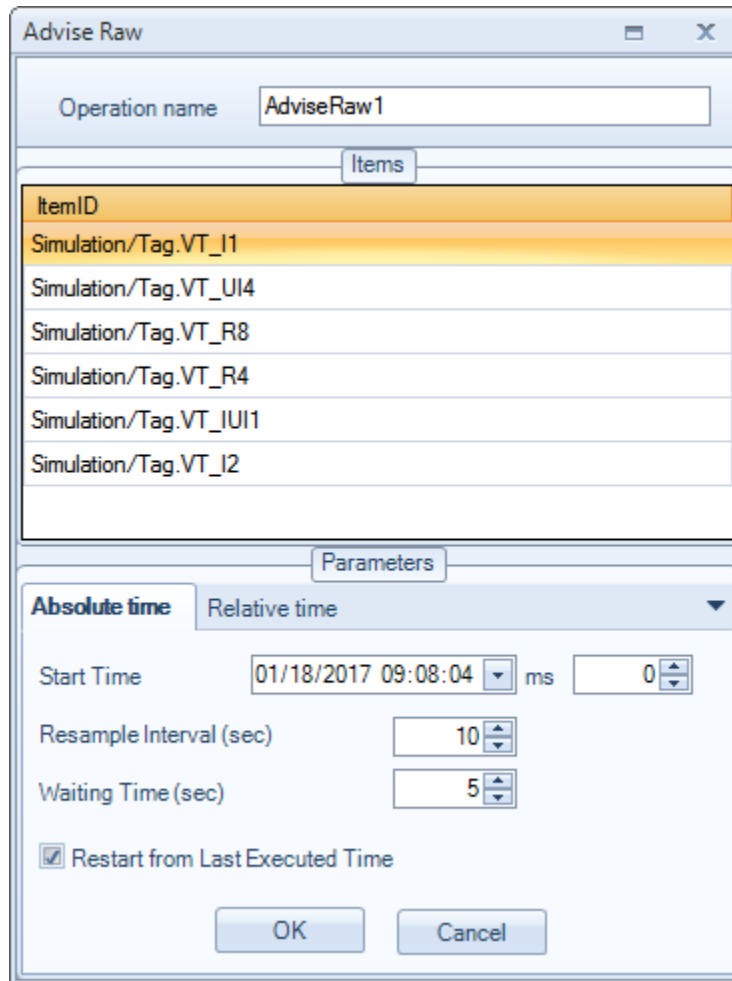 Advise Raw
Operation name AdviseRaw1
Items
ItemID
Simulation/Tag.VT_I1
Simulation/Tag.VT_UI4
Simulation/Tag.VT_R8
Simulation/Tag.VT_R4
Simulation/Tag.VT_IUI1
Simulation/Tag.VT_I2
Parameters
Absolute time Relative time
Start Time 01/18/2017 09:08:04 ms 0
Resample Interval (sec) 10
Waiting Time (sec) 5
Restart from Last Executed Time
OK Cancel